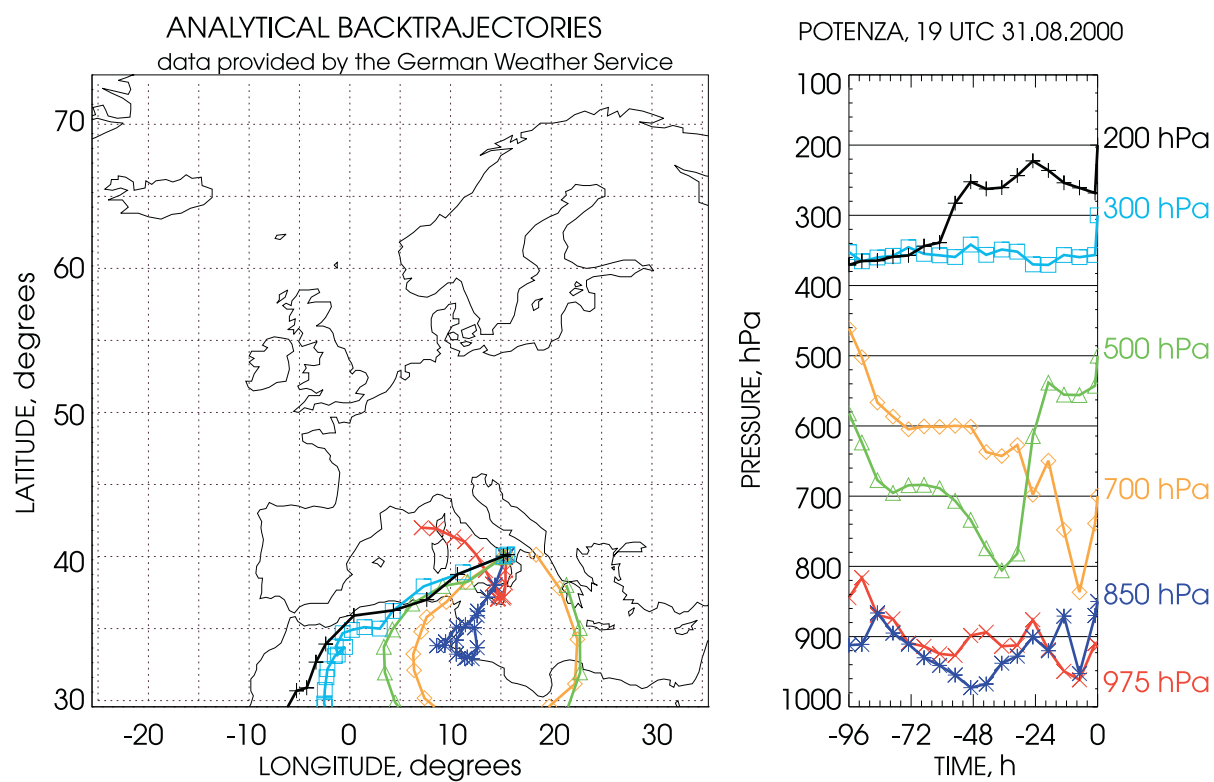 ANALYTICAL BACKTRAJECTORIES
data provided by the German Weather Service
LATITUDE, degrees
70
60
50
40
30
-20
-10
0
10
20
30
LONGITUDE, degrees
POTENZA, 19 UTC 31.08.2000
PRESSURE, hPa
100
200
300
400
500
600
700
800
900
1000
200 hPa
300 hPa
500 hPa
700 hPa
850 hPa
975 hPa
-96
-72
-48
-24
0
TIME, h